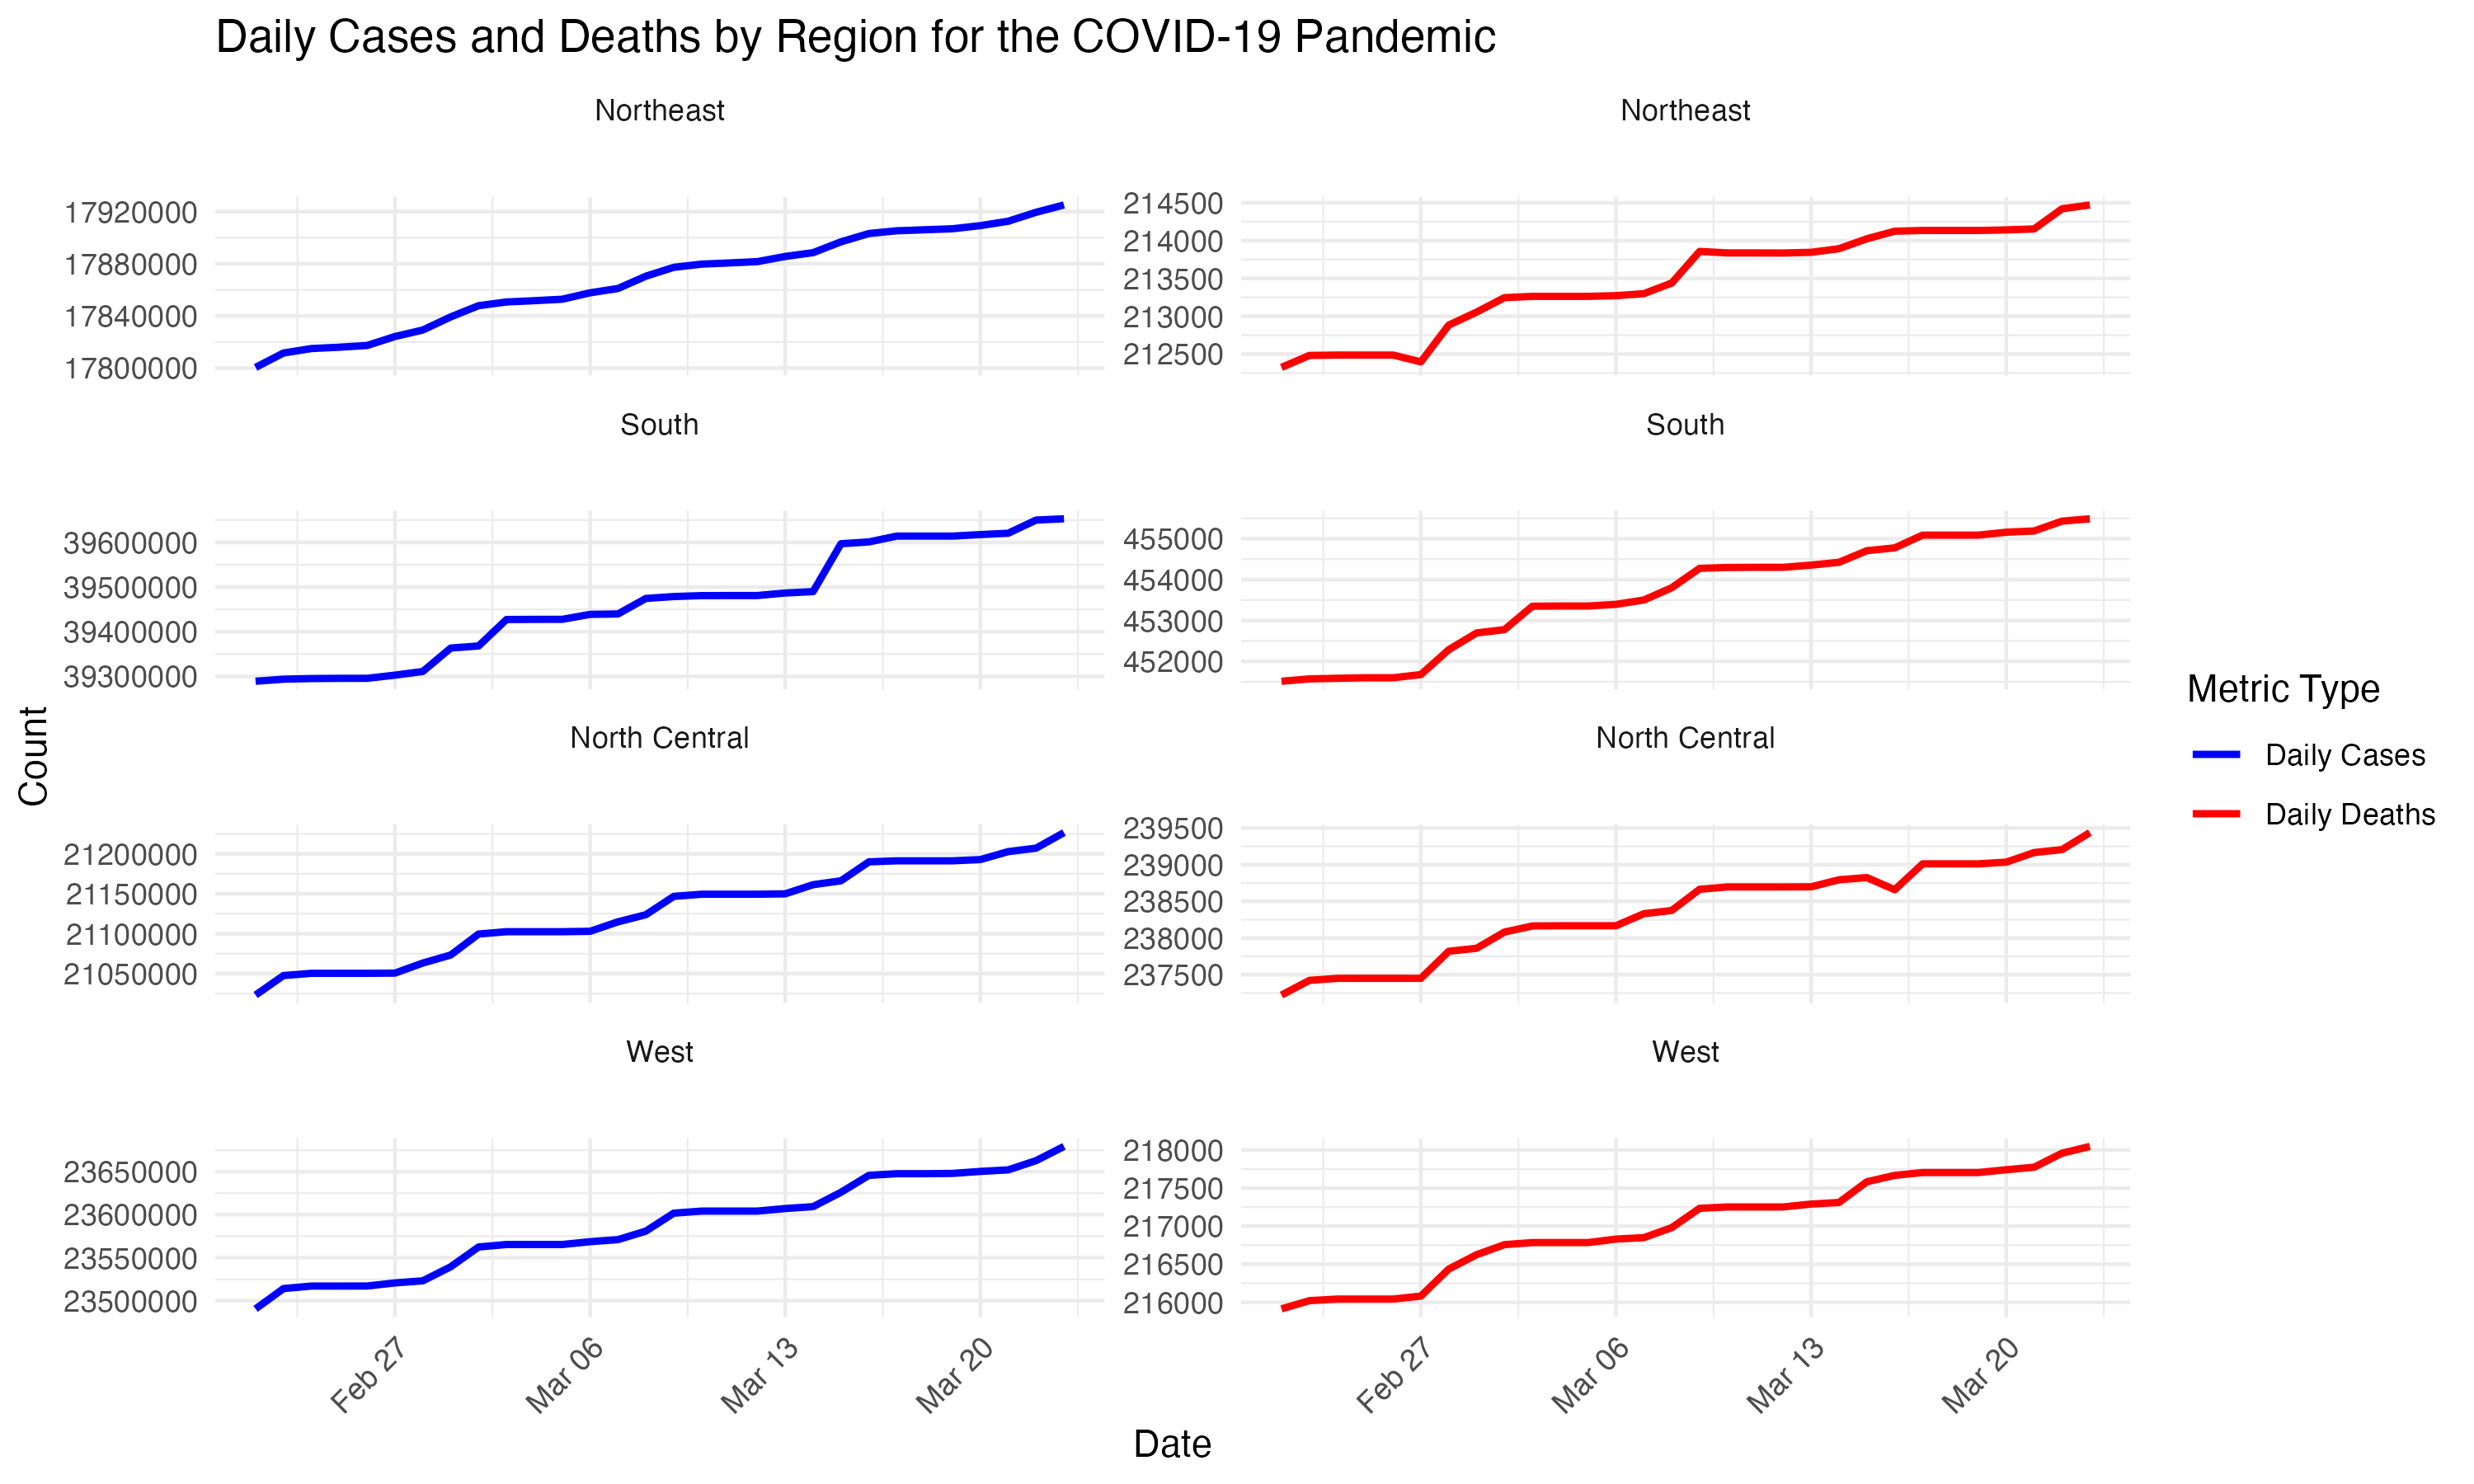 Daily Cases and Deaths by Region for the COVID-19 Pandemic
Northeast
17920000
17880000
17840000
17800000
Northeast
214500
214000
213500
213000
212500
South
39600000
39500000
39400000
39300000
South
455000
454000
453000
452000
North Central
21200000
21150000
21100000
21050000
North Central
239500
239000
238500
238000
237500
West
23650000
23600000
23550000
23500000
West
218000
217500
217000
216500
216000
Feb 27
Mar 06
Mar 13
Mar 20
Feb 27
Mar 06
Mar 13
Mar 20
Count
Date
Metric Type
Daily Cases
Daily Deaths